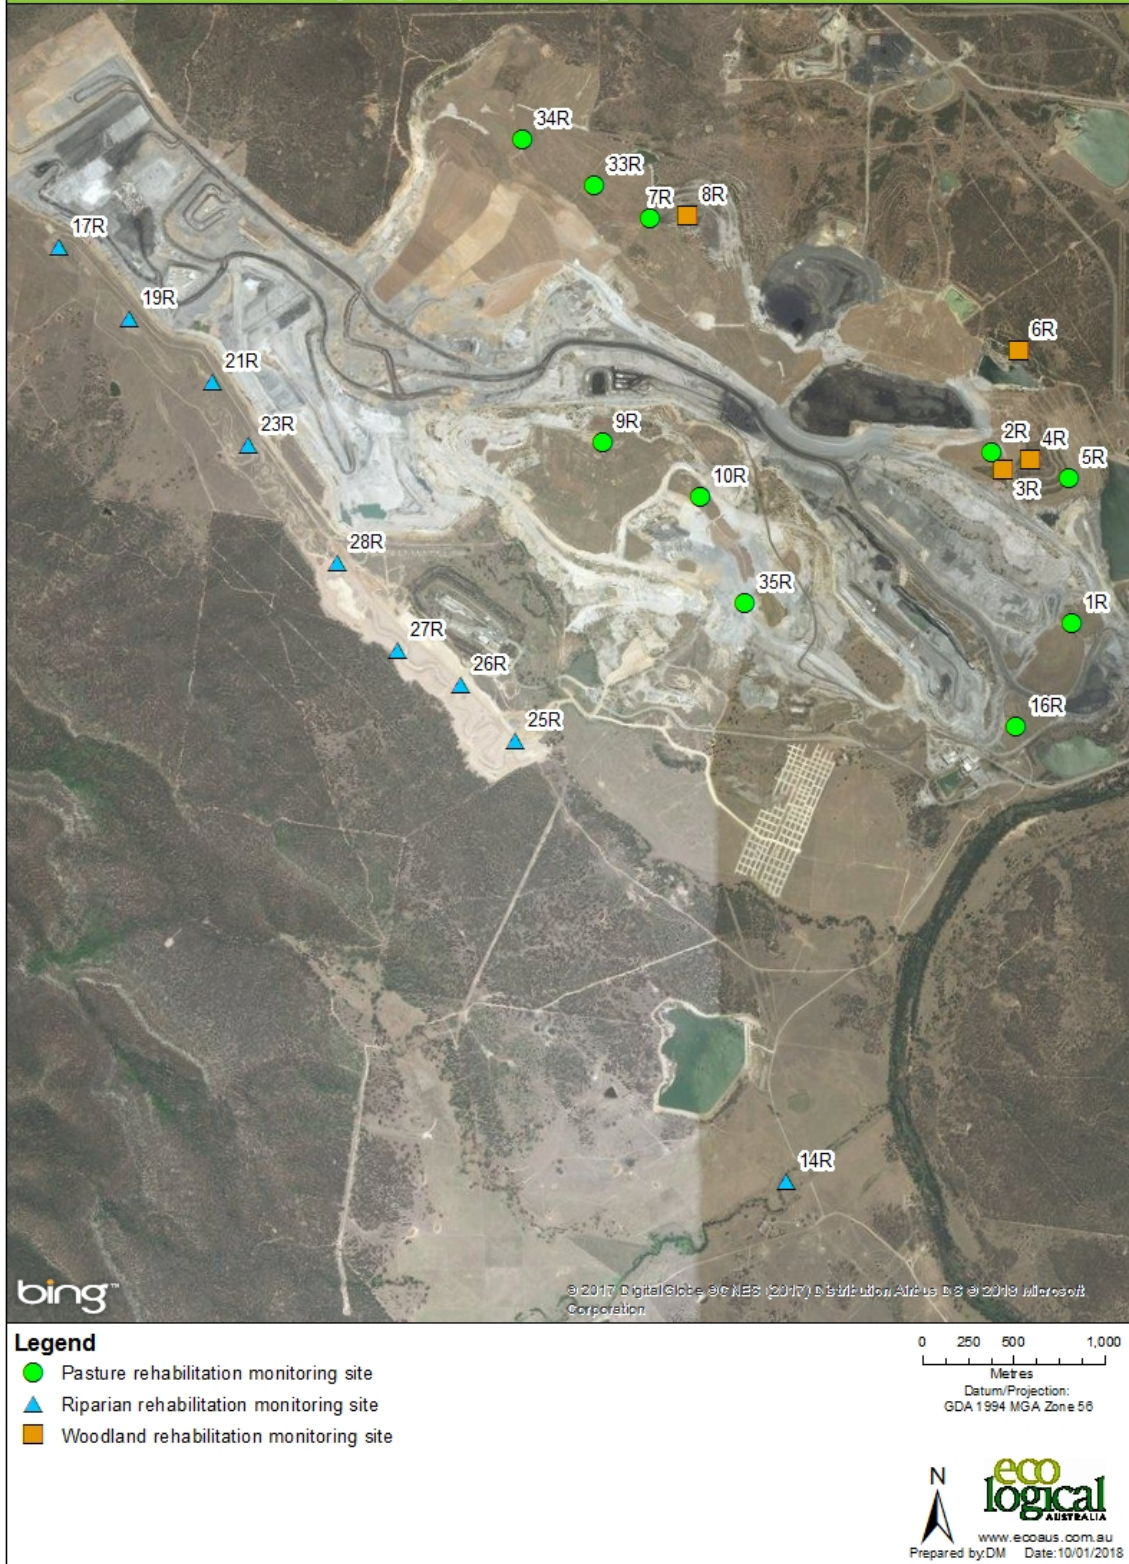 34R
33R
7R
8R
17R
19R
6R
21R
23R
9R
2R
4R
5R
3R
10R
28R
35R
1R
27R
26R
25R
16R
14R
bing™
© 2017 DigitalGlobe ©CNES (2017) Distribution Airbus DS © 2018 Microsoft
Corporation
Legend
Pasture rehabilitation monitoring site
Riparian rehabilitation monitoring site
Woodland rehabilitation monitoring site
0 250 500 1,000
Metres
Datum/Projection:
GDA 1994 MGA Zone 56
N
eco
logical
AUSTRALIA
www.ecoaus.com.au
Prepared by:DM Date:10/01/2018